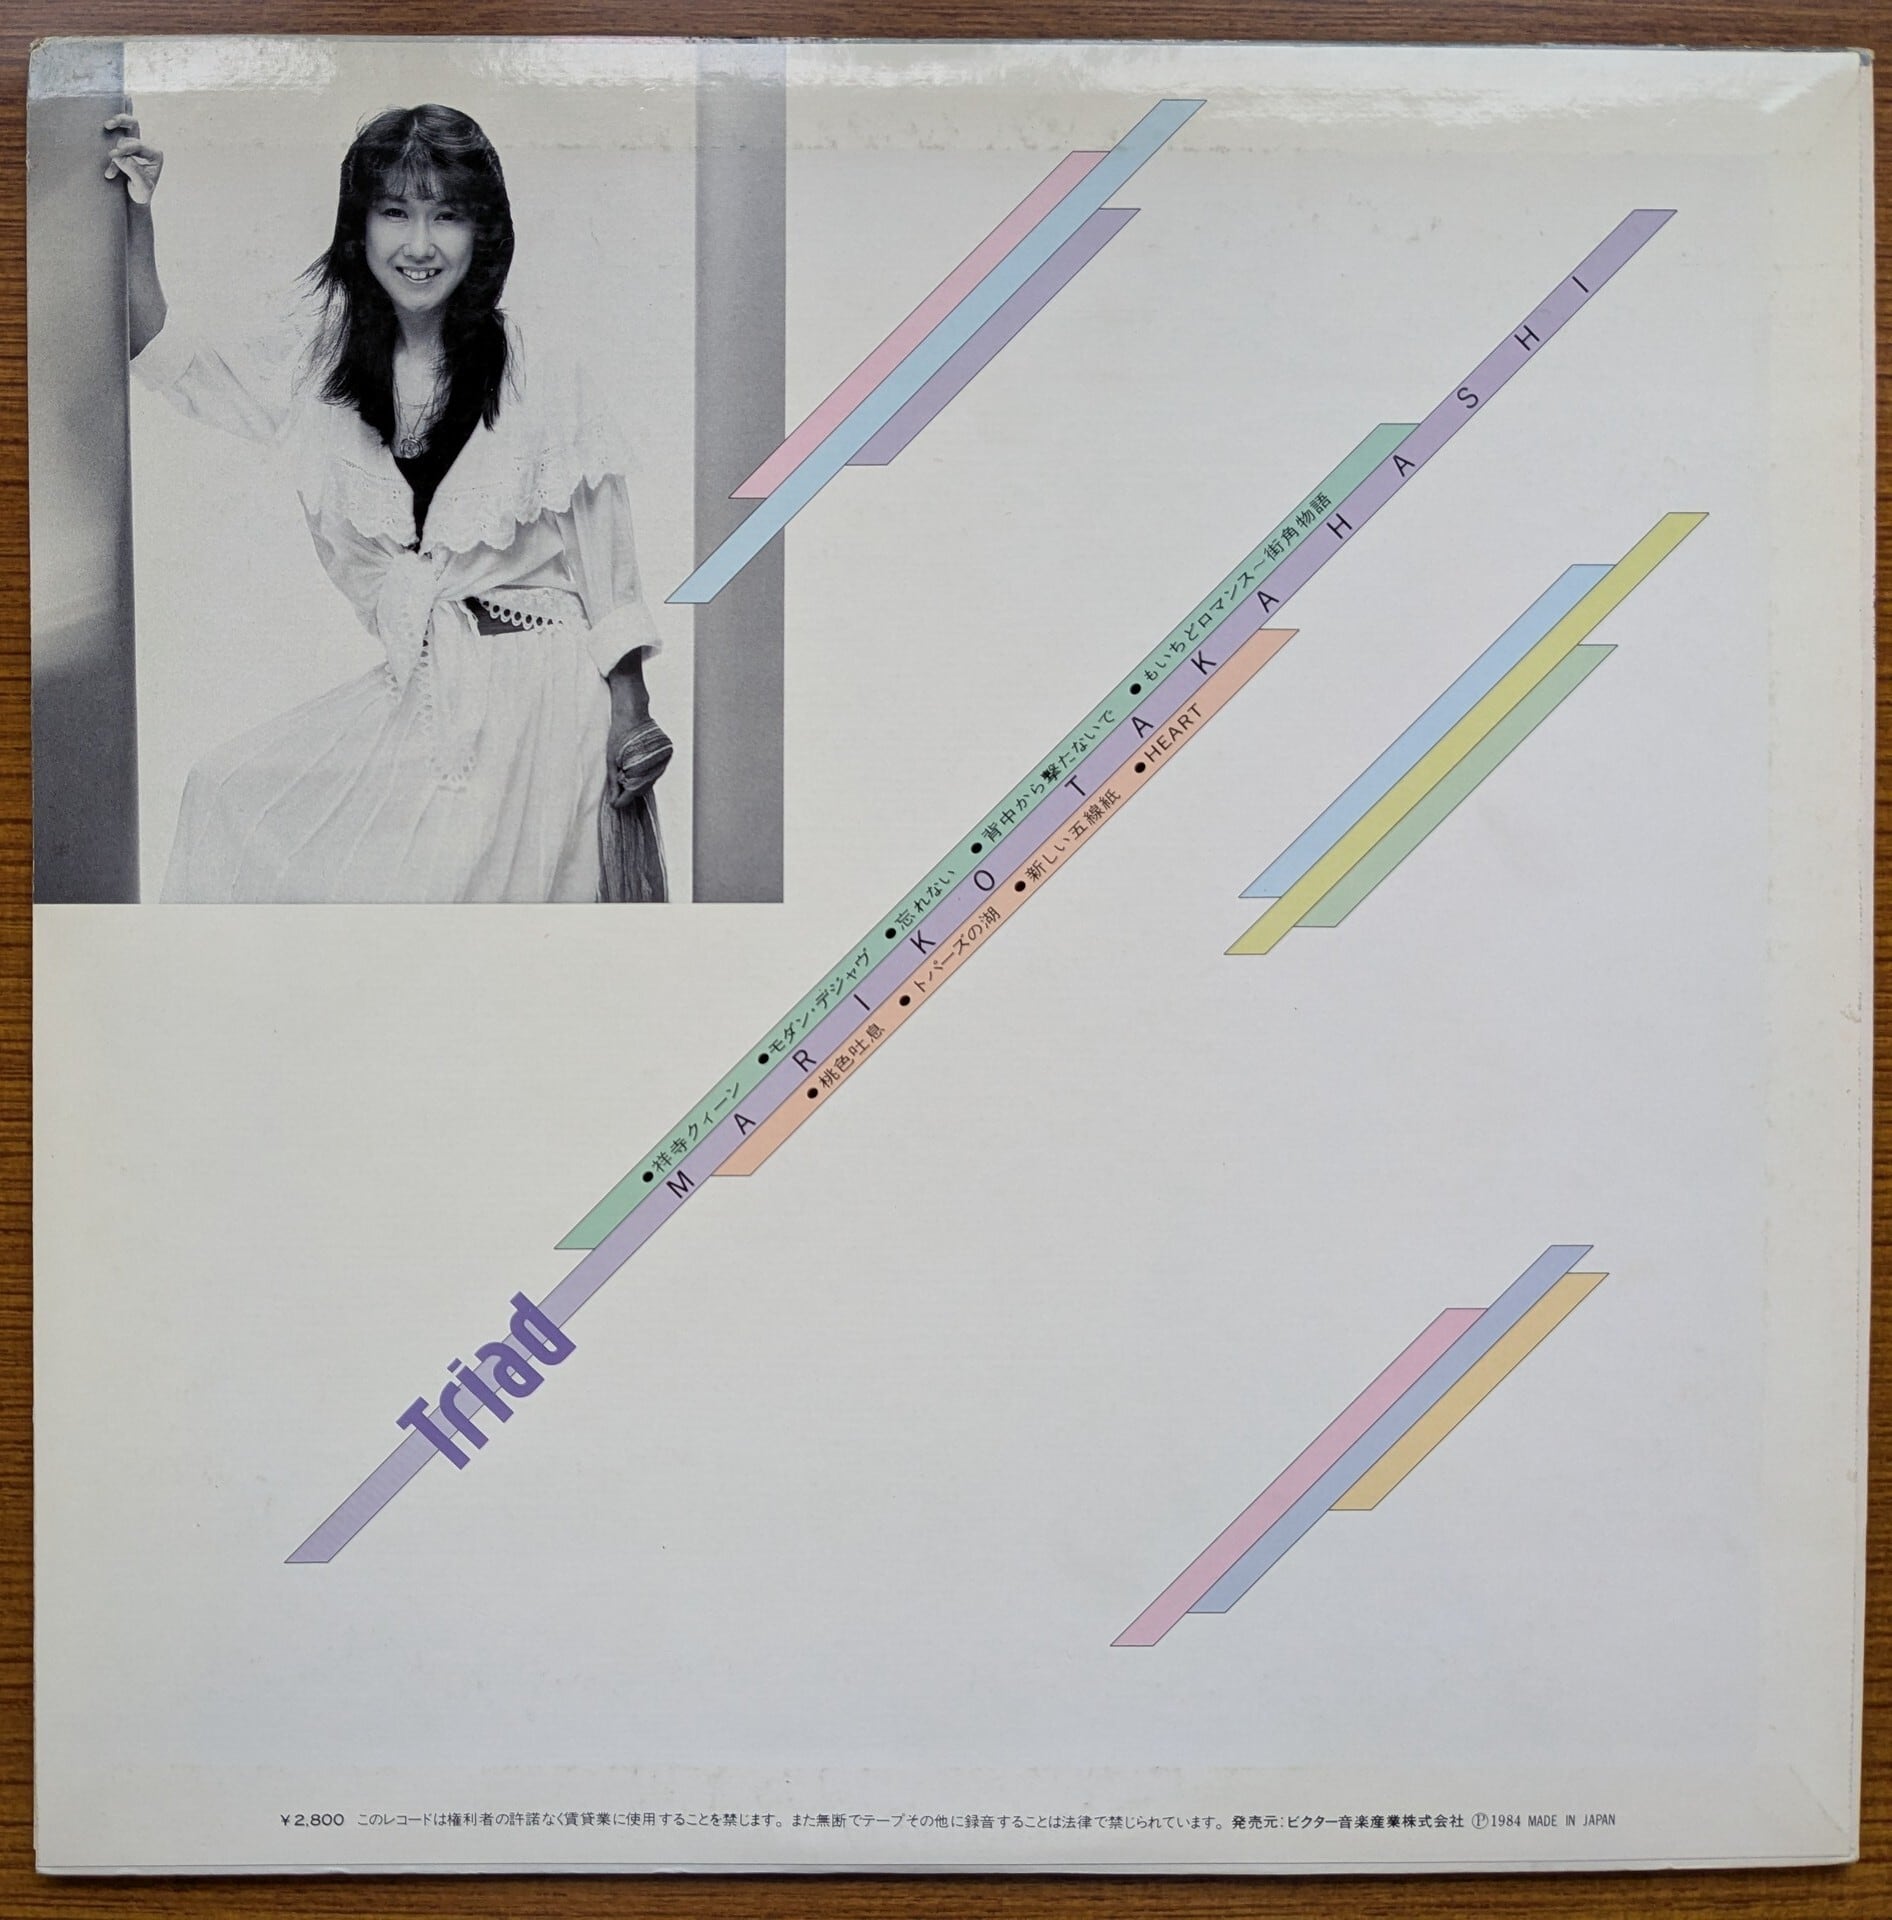 ●祥寺クィーン ●モダン・デジャヴ ●忘れない ●背中から撃たないで ●もいちどロマンス〜街角物語
MARIKO TAKAHASHI
●桃色吐息 ●トパーズの湖 ●新しい五線紙 ●HEART
Triad
￥2,800 このレコードは権利者の許諾なく賃貸業に使用することを禁じます。また無断でテープその他に録音することは法律で禁じられています。発売元：ビクター音楽産業株式会社 Ⓟ1984 MADE IN JAPAN